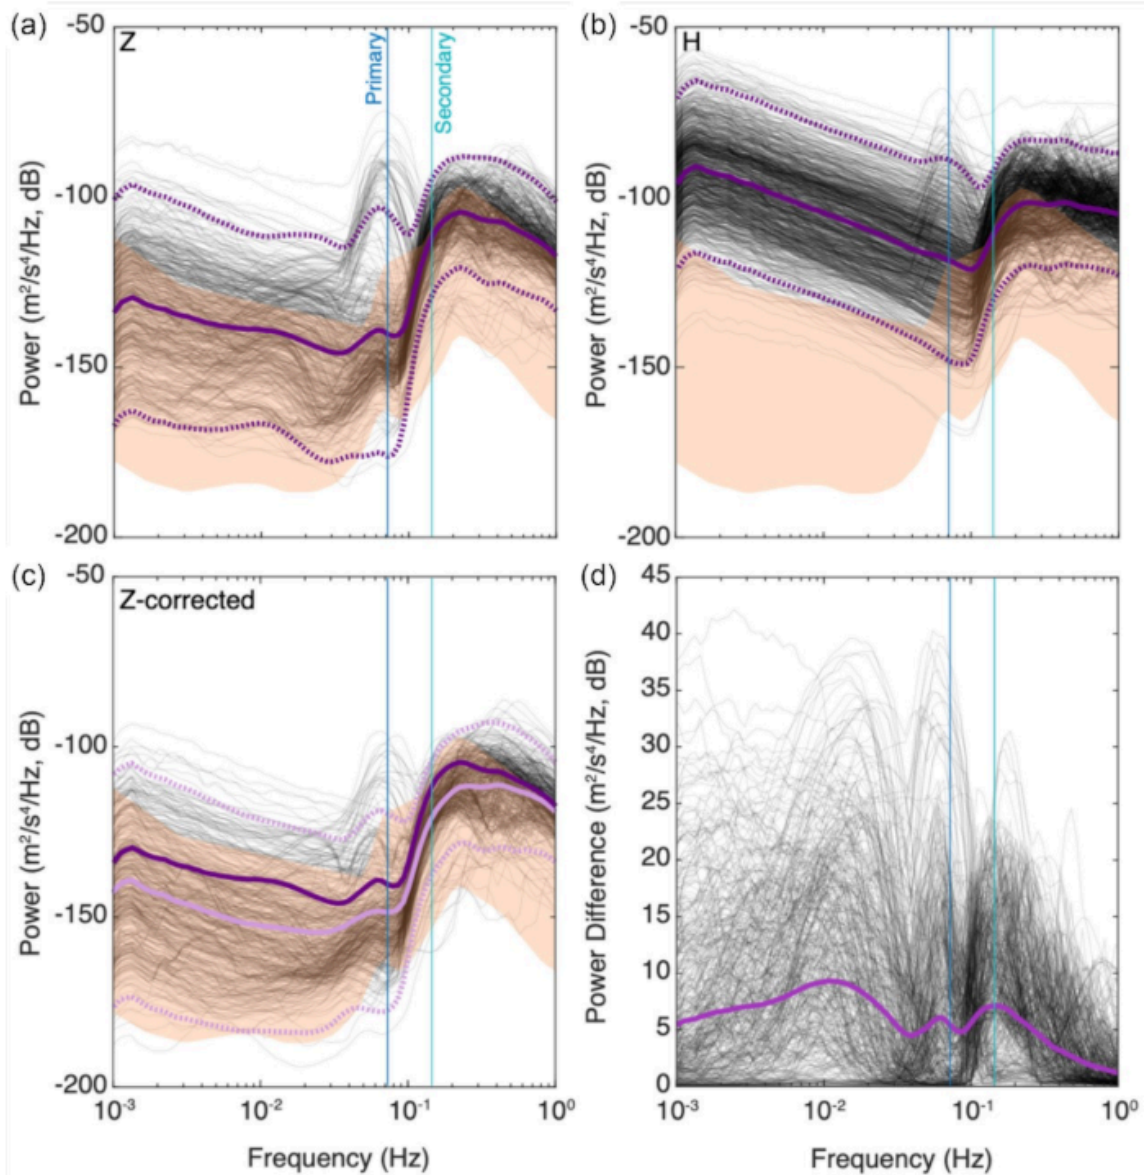 (a)
Z
Primary
Secondary
-50
-100
-150
-200
Power (m²/s⁴/Hz, dB)
(b)
H
-50
-100
-150
-200
Power (m²/s⁴/Hz, dB)
(c)
Z-corrected
-50
-100
-150
-200
Power (m²/s⁴/Hz, dB)
10⁻³ 10⁻² 10⁻¹ 10⁰
Frequency (Hz)
(d)
45
40
35
30
25
20
15
10
5
0
Power Difference (m²/s⁴/Hz, dB)
10⁻³ 10⁻² 10⁻¹ 10⁰
Frequency (Hz)